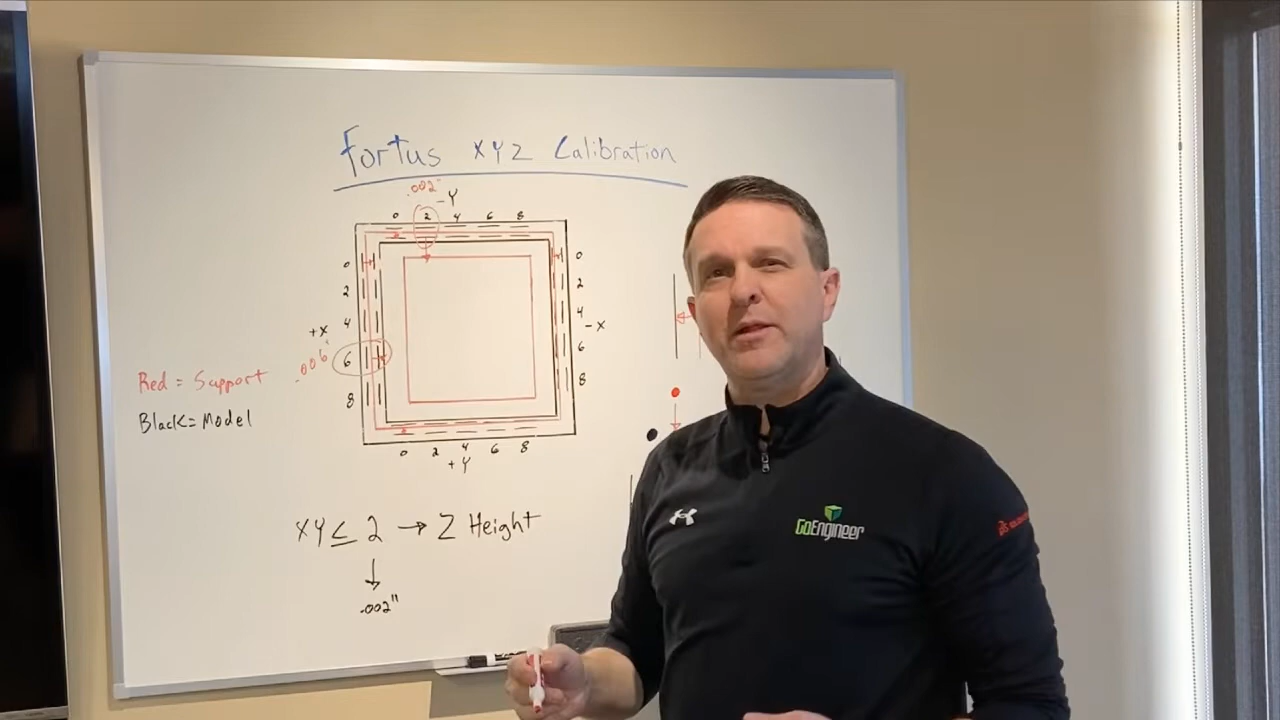 Fortus XYZ Calibration
.002"
-Y
0 2 4 6 8
0
2
+X 4
.006"
6
8
0
2
4
-X
6
8
0 2 4 6 8
+Y
Red = Support
Black = Model
XY ≤ 2 → Z Height
.002"
GoEngineer